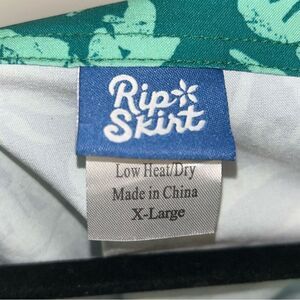 Rip
Skirt
Low Heat/Dry
Made in China
X-Large